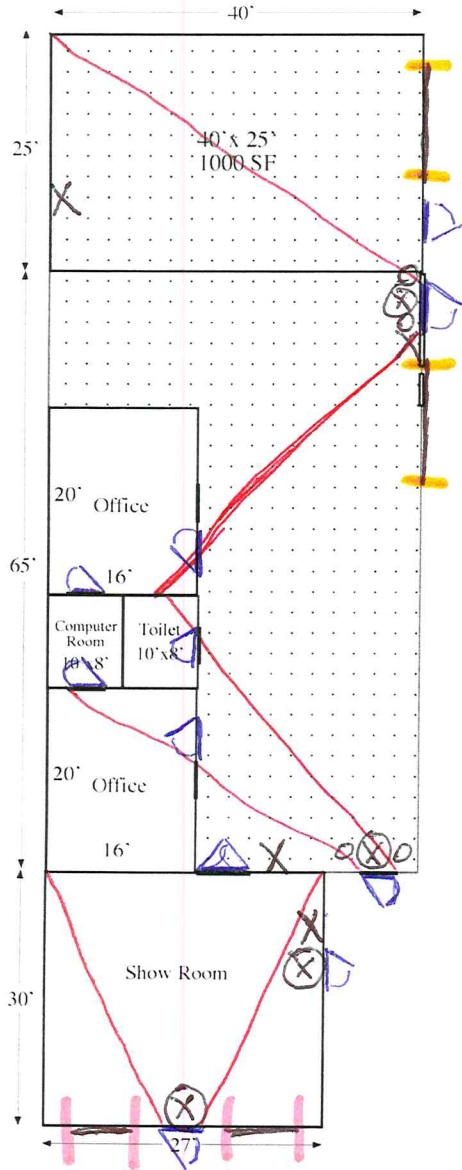 40'
25'
40' x 25'
1000 SF
65'
20'
Office
16'
Computer
Room
10'x8'
Toilet
10'x8'
20'
Office
16'
30'
Show Room
27'